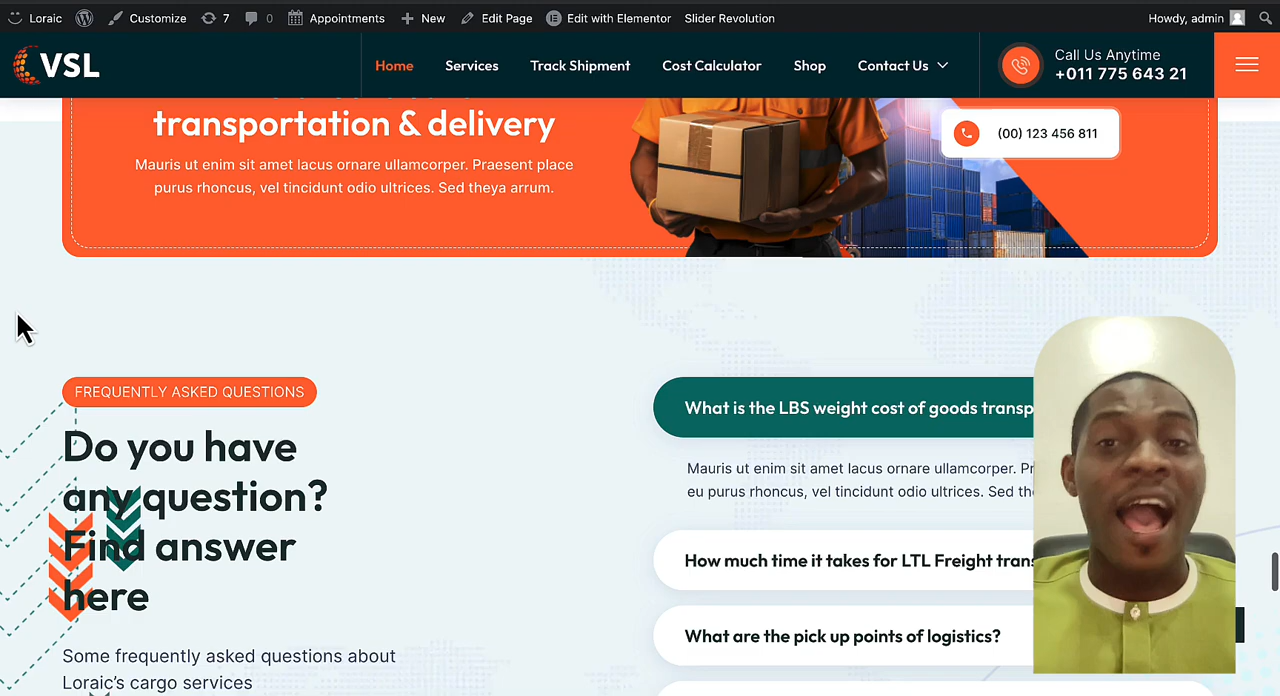 Loraic
Customize
7
0
Appointments
New
Edit Page
Edit with Elementor
Slider Revolution
Howdy, admin
VSL
Home
Services
Track Shipment
Cost Calculator
Shop
Contact Us
Call Us Anytime
+011 775 643 21
transportation & delivery
Mauris ut enim sit amet lacus ornare ullamcorper. Praesent place
purus rhoncus, vel tincidunt odio ultrices. Sed theya arrum.
(00) 123 456 811
FREQUENTLY ASKED QUESTIONS
Do you have
any question?
Find answer
here
Some frequently asked questions about
Loraic's cargo services
What is the LBS weight cost of goods transp
Mauris ut enim sit amet lacus ornare ullamcorper. Pr
eu purus rhoncus, vel tincidunt odio ultrices. Sed th
How much time it takes for LTL Freight trans
What are the pick up points of logistics?